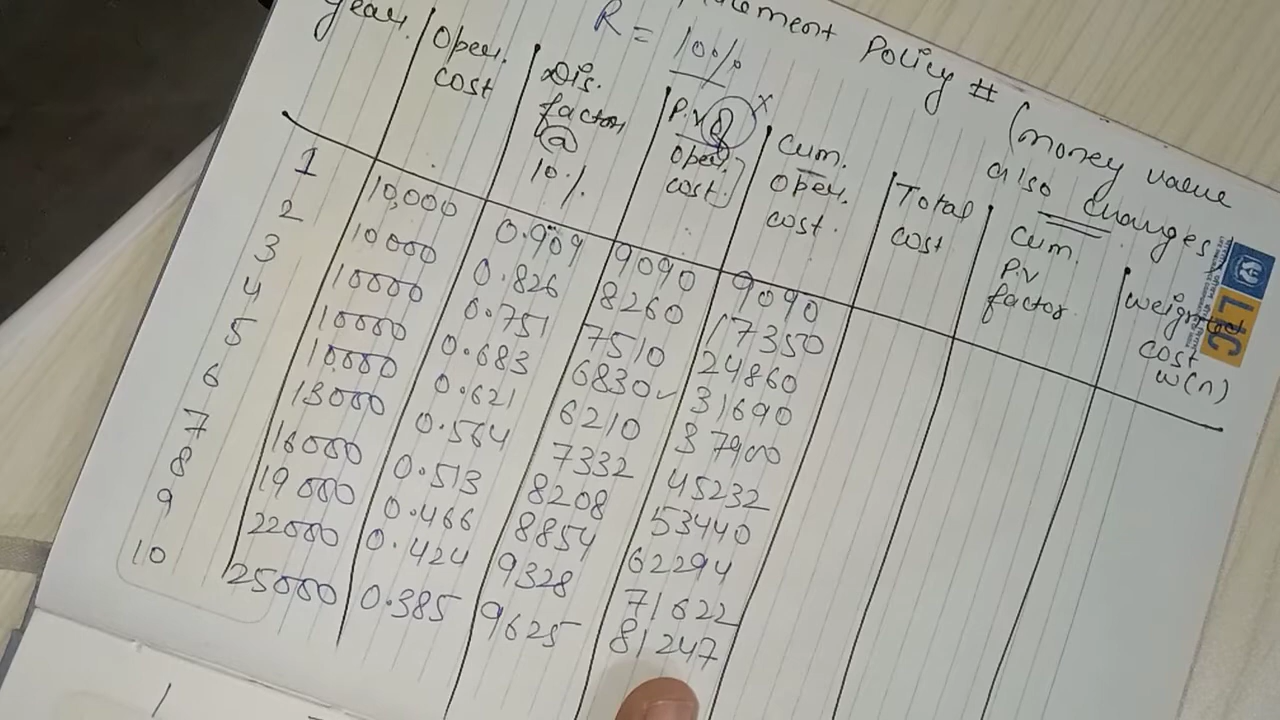 Policy # (money value
also changes
R = 10%
Year. Oper. cost Dis. factor @ 10% P.V of Oper. cost. Cum. Oper. cost. Total cost Cum. P.V factor. cost w(n)
1 10,000 0.909 9090 9090
2 10000 0.826 8260 17350
3 10000 0.751 7510 24860
4 10000 0.683 6830 31690
5 10000 0.621 6210 37900
6 13000 0.564 7332 45232
7 16000 0.513 8208 53440
8 19000 0.466 8854 62294
9 22000 0.424 9328 71622
10 25000 0.385 9625 81247
LIC